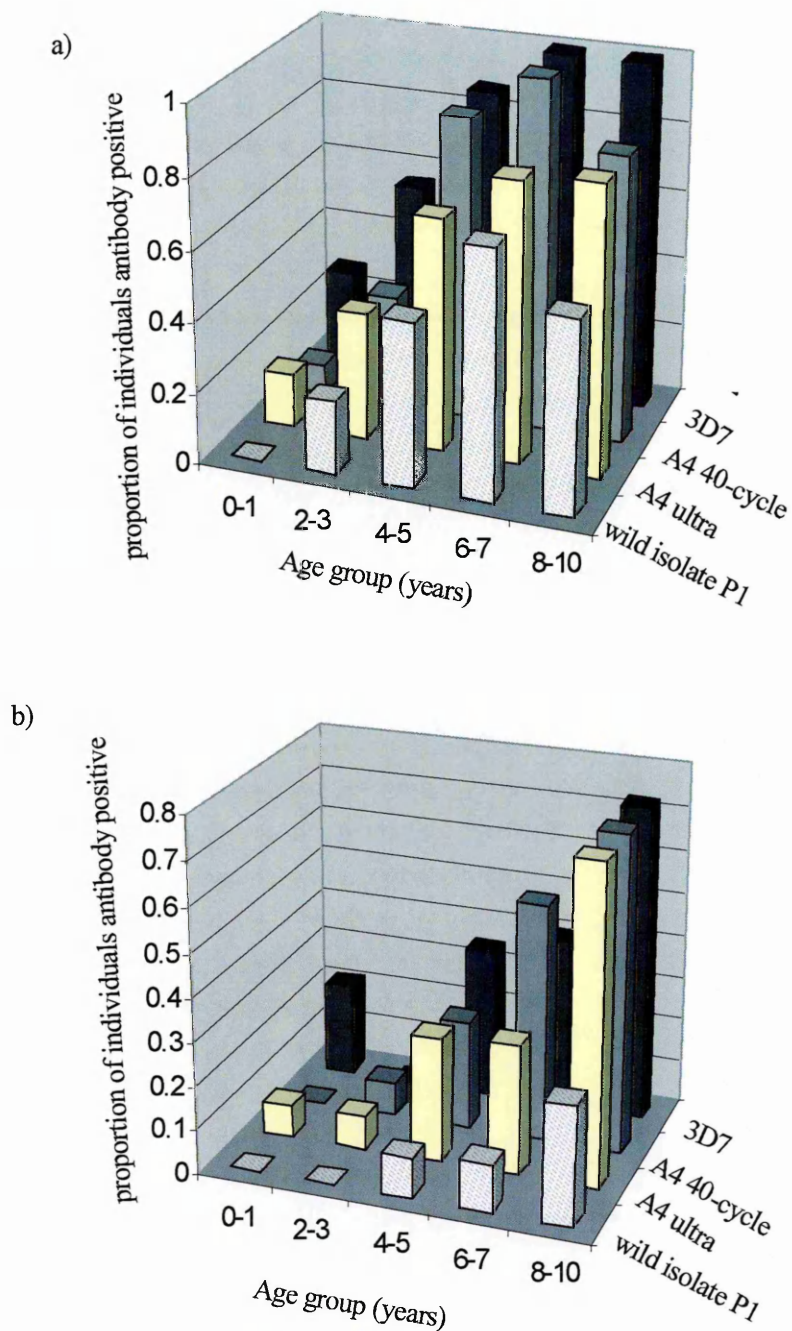 a)
proportion of individuals antibody positive
1
0.8
0.6
0.4
0.2
0
0-1
2-3
4-5
6-7
8-10
Age group (years)
3D7
A4 40-cycle
A4 ultra
wild isolate P1
b)
proportion of individuals antibody positive
0.8
0.7
0.6
0.5
0.4
0.3
0.2
0.1
0
0-1
2-3
4-5
6-7
8-10
Age group (years)
3D7
A4 40-cycle
A4 ultra
wild isolate P1